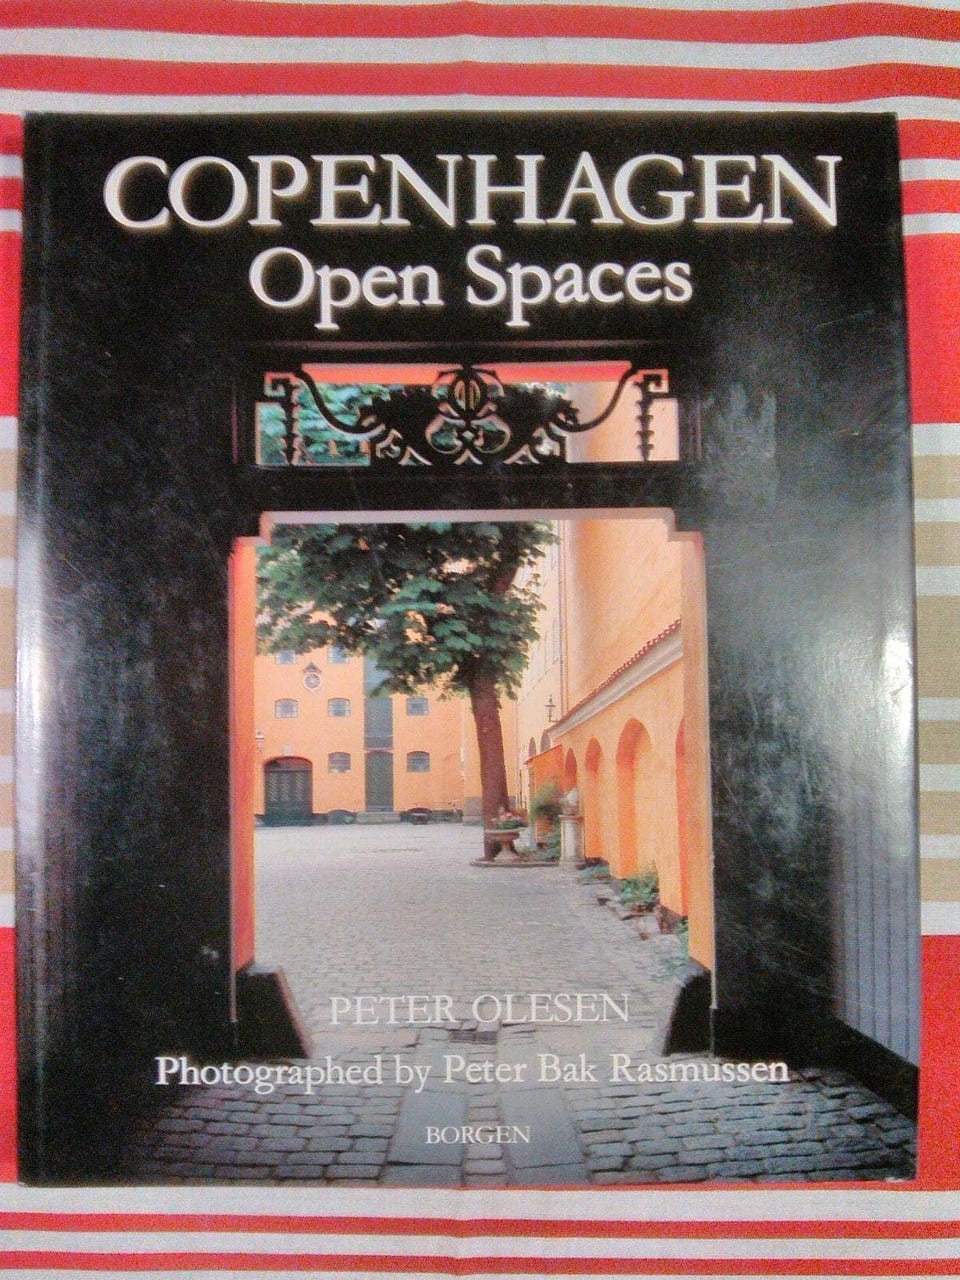 COPENHAGEN
Open Spaces
PETER OLESEN
Photographed by Peter Bak Rasmussen
BORGEN